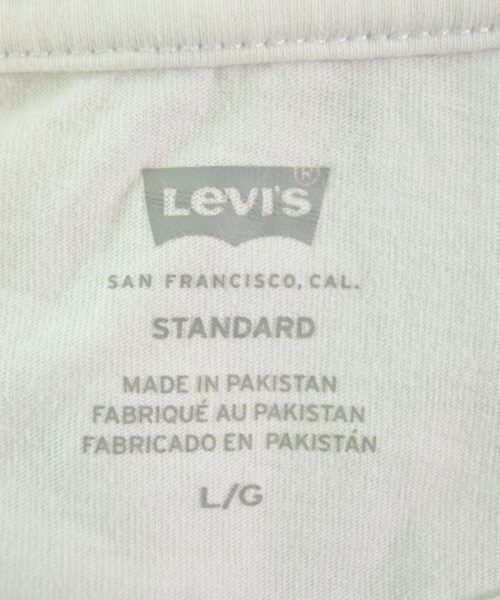 Levi's®
SAN FRANCISCO, CAL.
STANDARD
MADE IN PAKISTAN
FABRIQUÉ AU PAKISTAN
FABRICADO EN PAKISTÁN
L/G